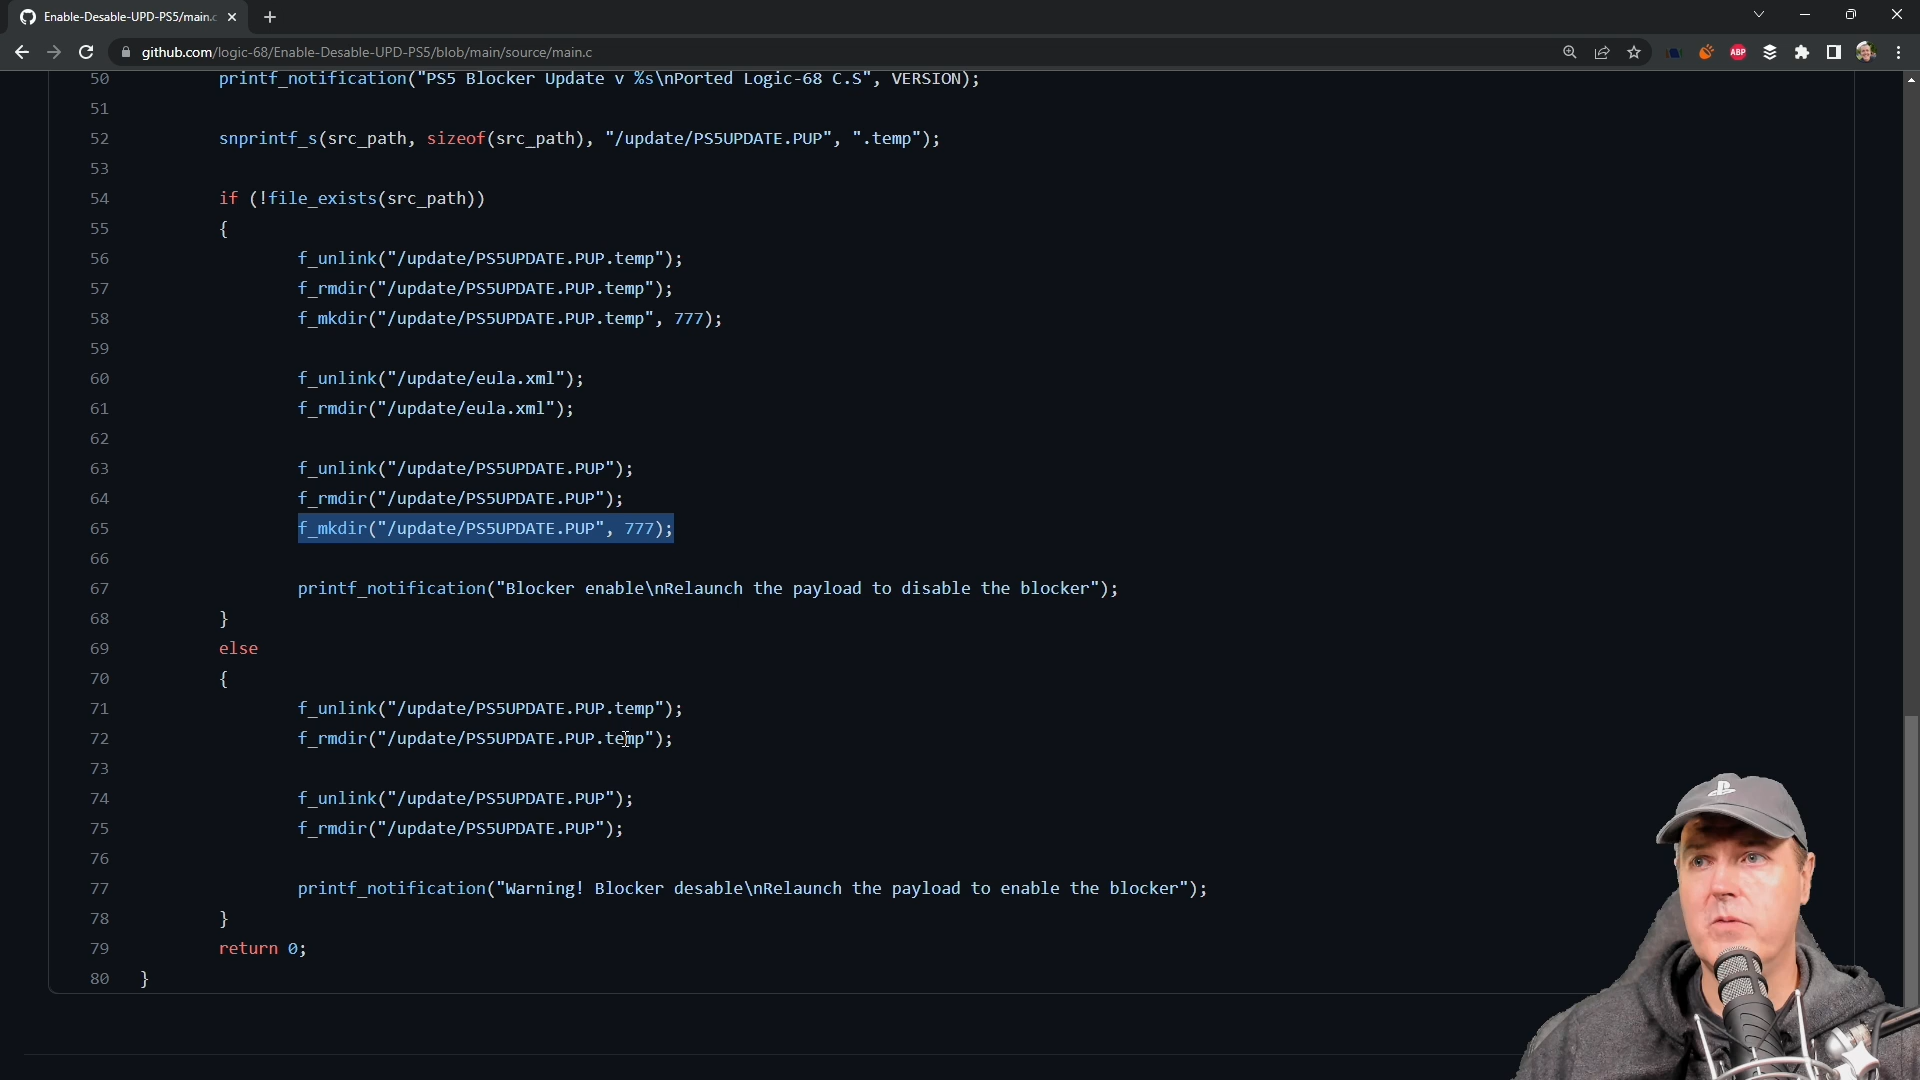 Enable-Desable-UPD-PS5/main.c
github.com/logic-68/Enable-Desable-UPD-PS5/blob/main/source/main.c
ABP
50 printf_notification("PS5 Blocker Update v %s\nPorted Logic-68 C.S", VERSION);
51
52 snprintf_s(src_path, sizeof(src_path), "/update/PS5UPDATE.PUP", ".temp");
53
54 if (!file_exists(src_path))
55 {
56 f_unlink("/update/PS5UPDATE.PUP.temp");
57 f_rmdir("/update/PS5UPDATE.PUP.temp");
58 f_mkdir("/update/PS5UPDATE.PUP.temp", 777);
59
60 f_unlink("/update/eula.xml");
61 f_rmdir("/update/eula.xml");
62
63 f_unlink("/update/PS5UPDATE.PUP");
64 f_rmdir("/update/PS5UPDATE.PUP");
65 f_mkdir("/update/PS5UPDATE.PUP", 777);
66
67 printf_notification("Blocker enable\nRelaunch the payload to disable the blocker");
68 }
69 else
70 {
71 f_unlink("/update/PS5UPDATE.PUP.temp");
72 f_rmdir("/update/PS5UPDATE.PUP.temp");
73
74 f_unlink("/update/PS5UPDATE.PUP");
75 f_rmdir("/update/PS5UPDATE.PUP");
76
77 printf_notification("Warning! Blocker desable\nRelaunch the payload to enable the blocker");
78 }
79 return 0;
80 }